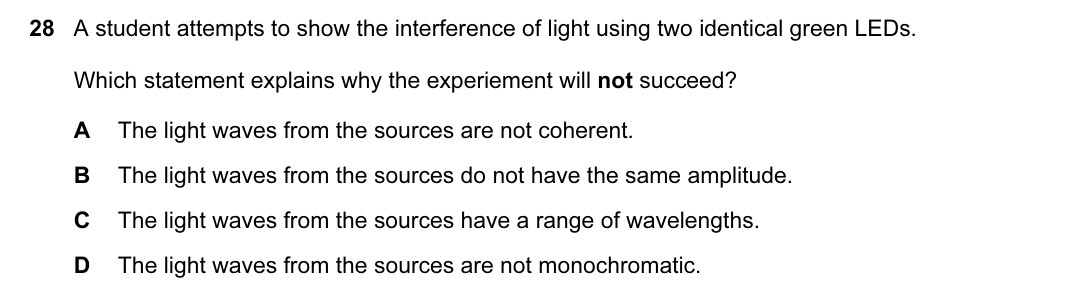 28 A student attempts to show the interference of light using two identical green LEDs.
Which statement explains why the experiement will not succeed?
A The light waves from the sources are not coherent.
B The light waves from the sources do not have the same amplitude.
C The light waves from the sources have a range of wavelengths.
D The light waves from the sources are not monochromatic.